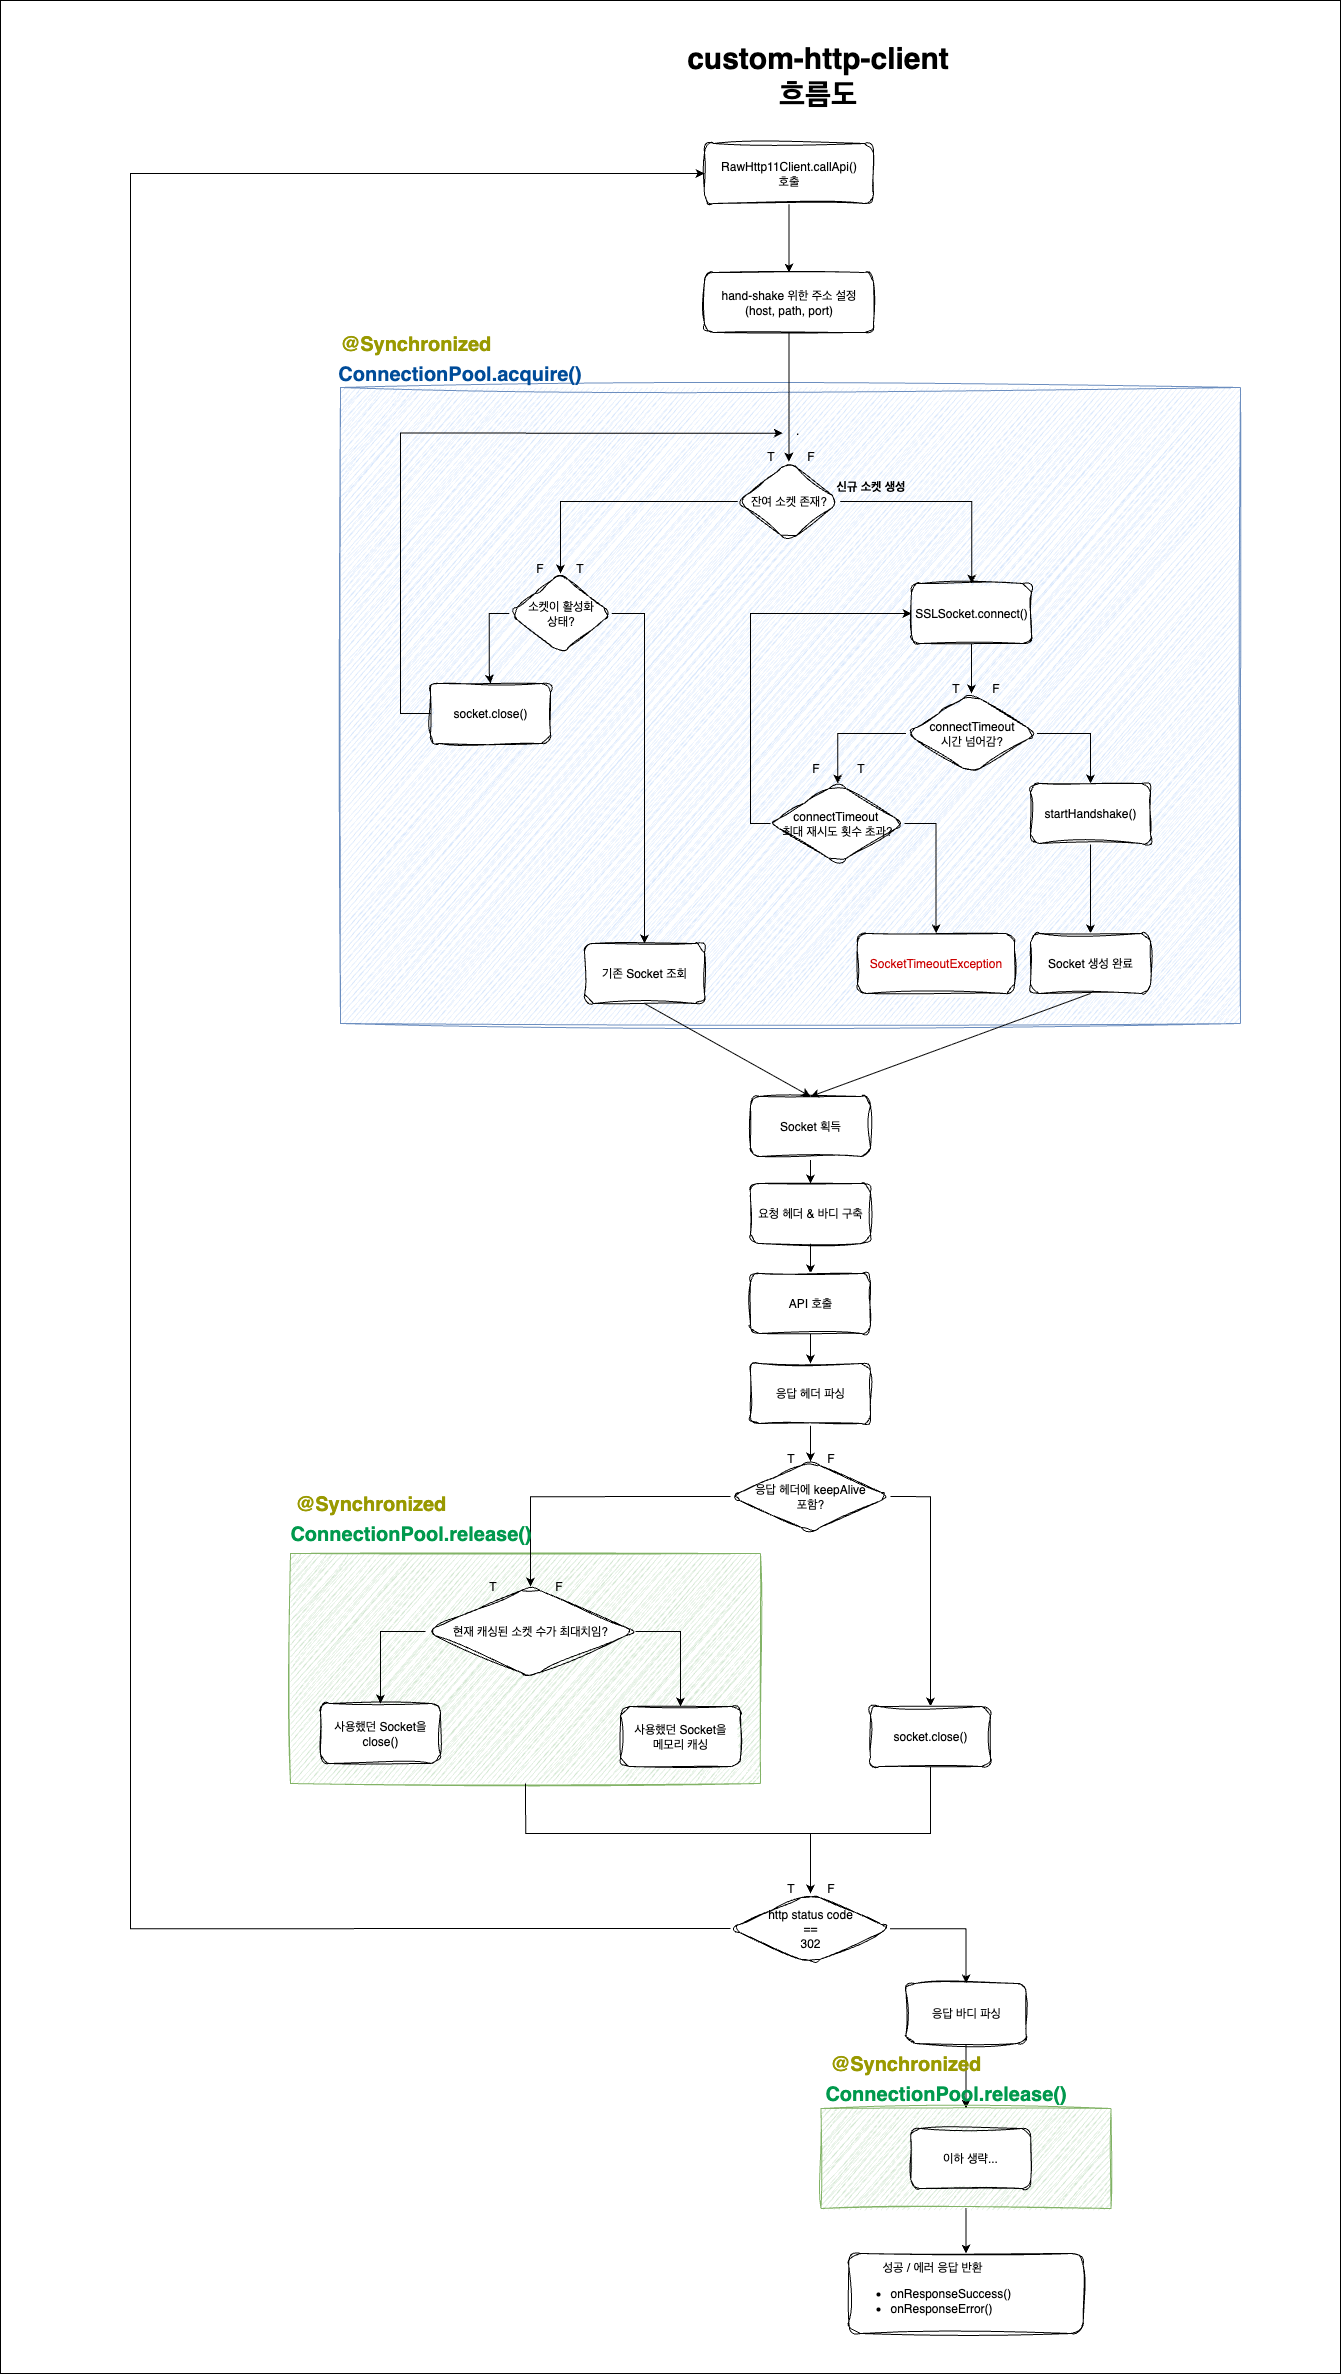 custom-http-client
흐름도
RawHttp11Client.callApi()
호출
hand-shake 위한 주소 설정
(host, path, port)
@Synchronized
ConnectionPool.acquire()
.
T
F
잔여 소켓 존재?
신규 소켓 생성
F
T
소켓이 활성화
상태?
SSLSocket.connect()
socket.close()
T
F
connectTimeout
시간 넘어감?
F
T
connectTimeout
최대 재시도 횟수 초과?
startHandshake()
기존 Socket 조회
SocketTimeoutException
Socket 생성 완료
Socket 획득
요청 헤더 & 바디 구축
API 호출
응답 헤더 파싱
T
F
응답 헤더에 keepAlive
포함?
@Synchronized
ConnectionPool.release()
T
F
현재 캐싱된 소켓 수가 최대치임?
사용했던 Socket을
close()
사용했던 Socket을
메모리 캐싱
socket.close()
T
F
http status code
==
302
응답 바디 파싱
@Synchronized
ConnectionPool.release()
이하 생략...
성공 / 에러 응답 반환
• onResponseSuccess()
• onResponseError()